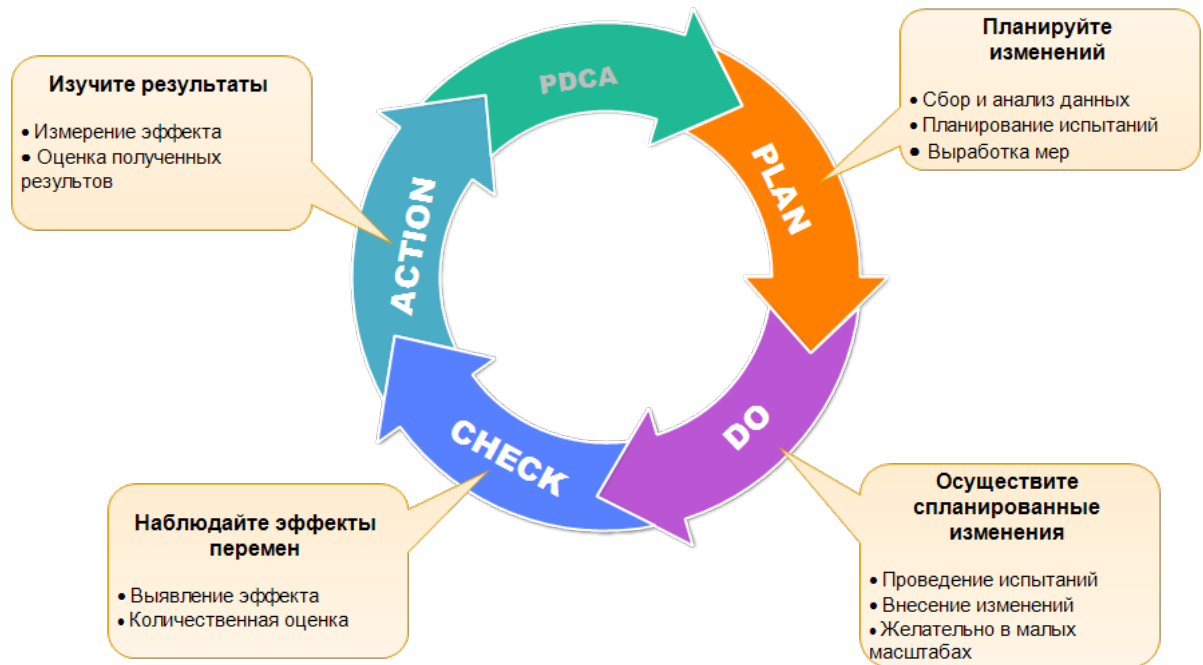 PDCA
PLAN
DO
CHECK
ACTION
Планируйте
изменений
• Сбор и анализ данных
• Планирование испытаний
• Выработка мер
Осуществите
спланированные
изменения
• Проведение испытаний
• Внесение изменений
• Желательно в малых
масштабах
Наблюдайте эффекты
перемен
• Выявление эффекта
• Количественная оценка
Изучите результаты
• Измерение эффекта
• Оценка полученных
результов